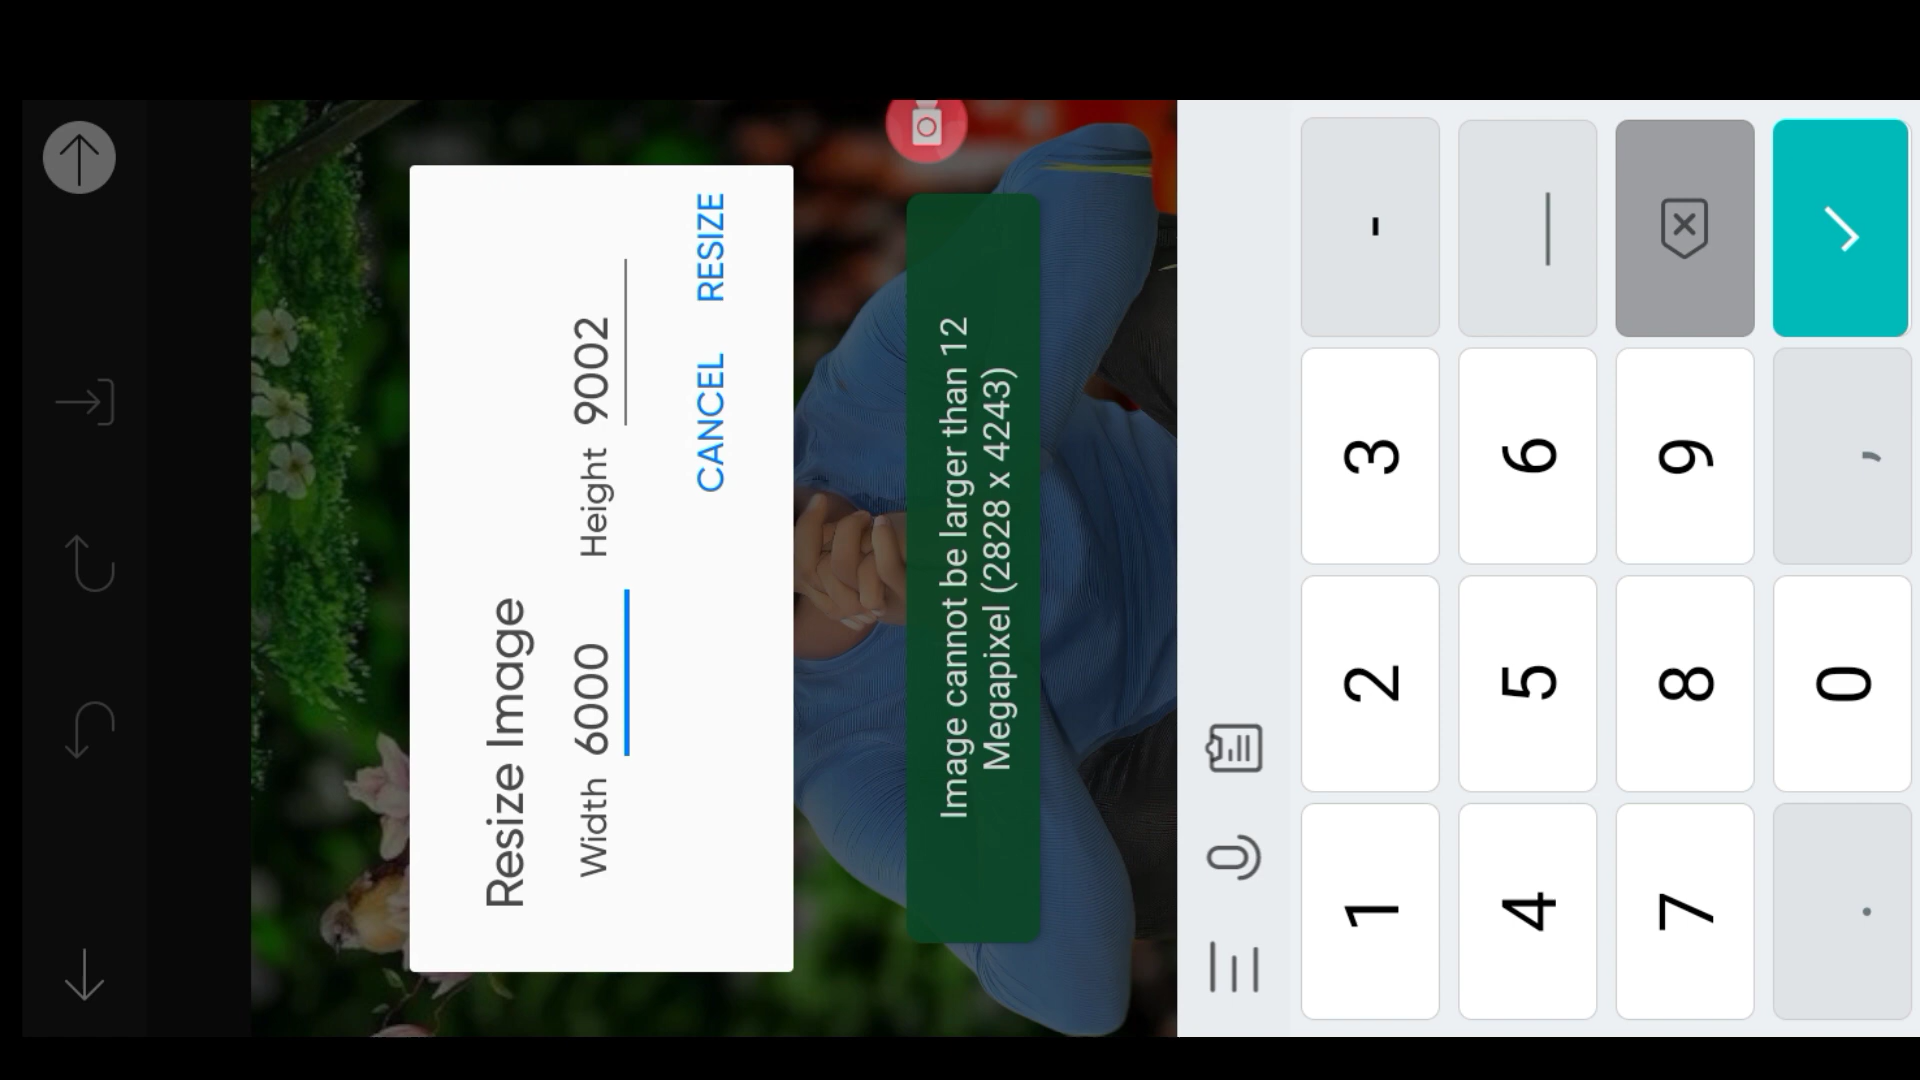 Resize Image
Width 6000 Height 9002
CANCEL RESIZE
Image cannot be larger than 12
Megapixel (2828 x 4243)
1 2 3 -
4 5 6
7 8 9
. 0 ,